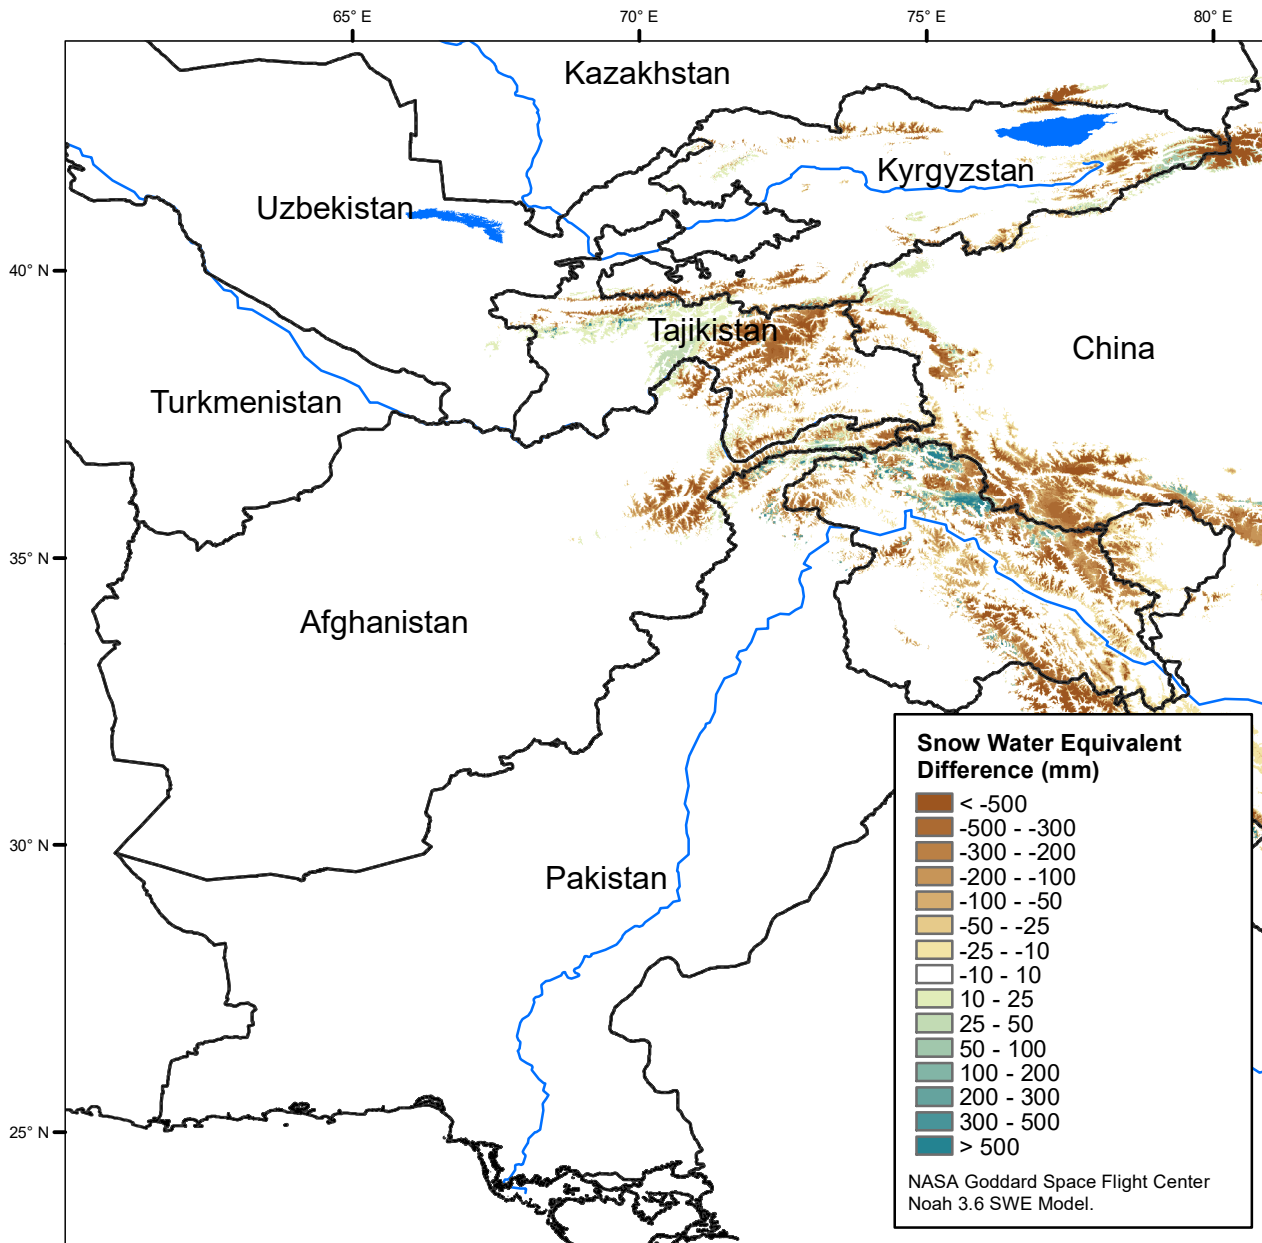 65° E
70° E
75° E
80° E
Kazakhstan
Kyrgyzstan
Uzbekistan
40° N
Tajikistan
China
Turkmenistan
35° N
Afghanistan
Snow Water Equivalent
Difference (mm)
< -500
-500 - -300
-300 - -200
-200 - -100
-100 - -50
-50 - -25
-25 - -10
-10 - 10
10 - 25
25 - 50
50 - 100
100 - 200
200 - 300
300 - 500
> 500
NASA Goddard Space Flight Center
Noah 3.6 SWE Model.
30° N
Pakistan
25° N